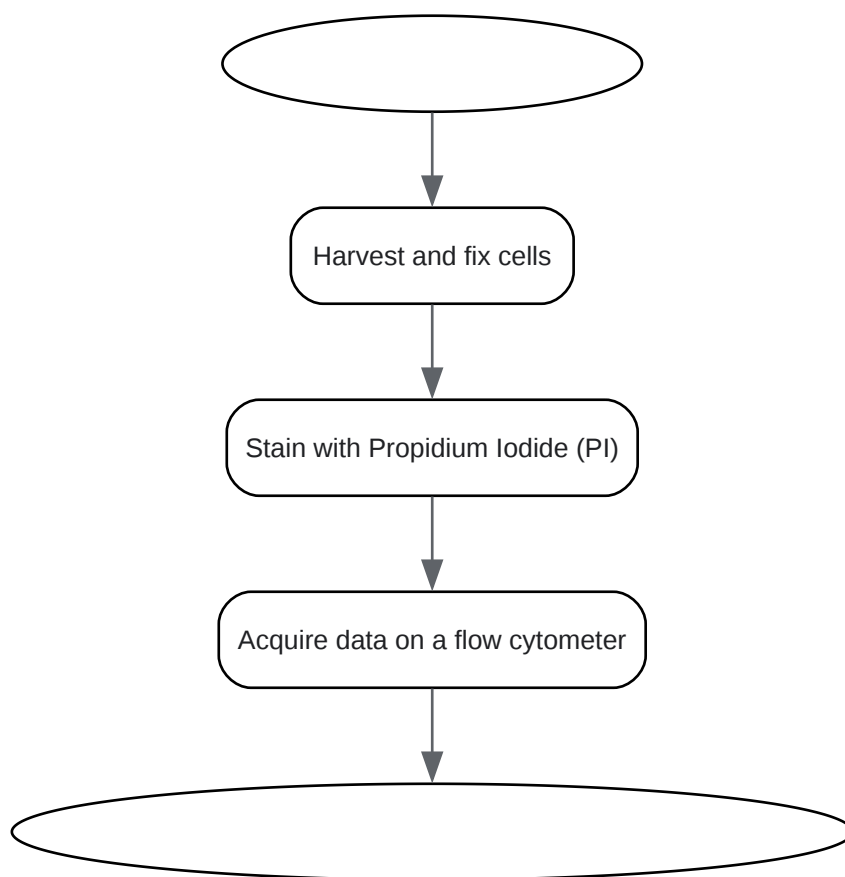 Harvest and fix cells
Stain with Propidium Iodide (PI)
Acquire data on a flow cytometer